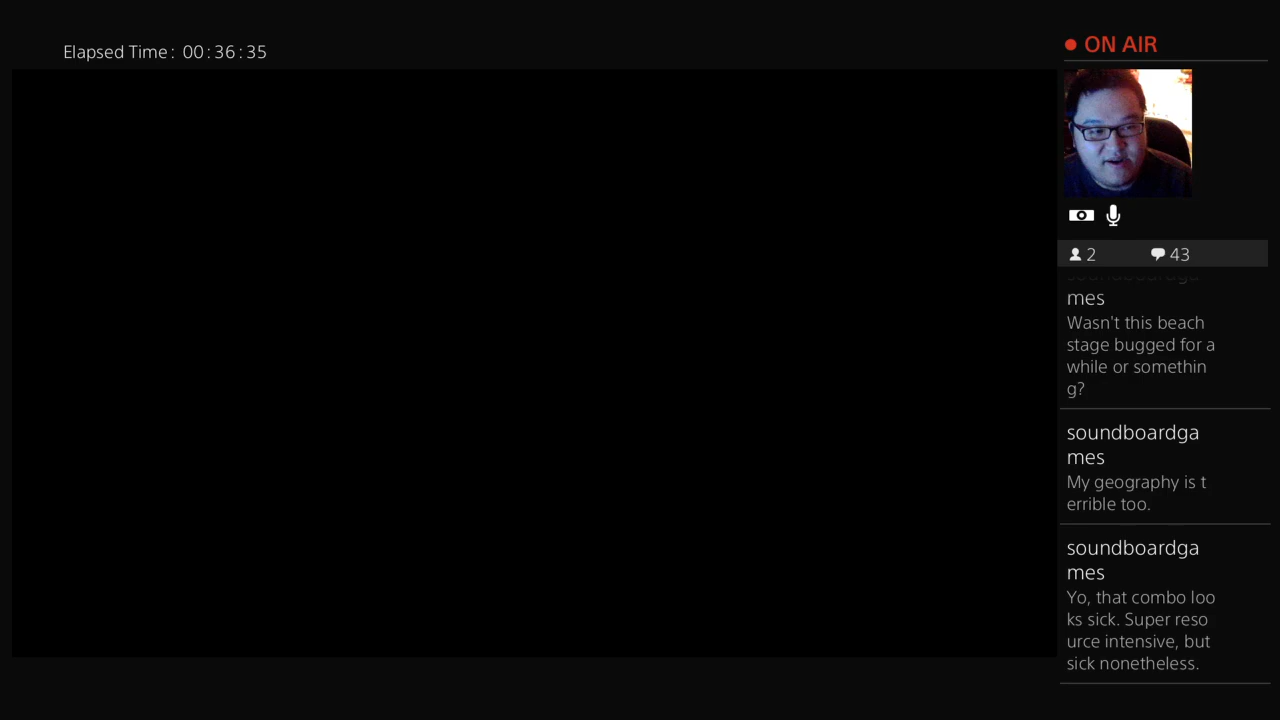 Elapsed Time: 00:36:35
ON AIR
2 43
mes
Wasn't this beach
stage bugged for a
while or somethin
g?
soundboardga
mes
My geography is t
errible too.
soundboardga
mes
Yo, that combo loo
ks sick. Super reso
urce intensive, but
sick nonetheless.